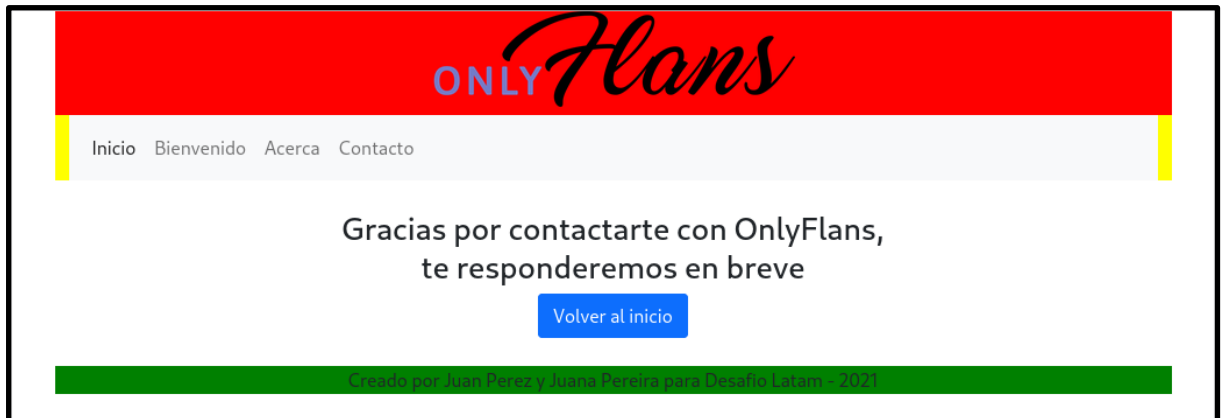 ONLY Flans
Inicio Bienvenido Acerca Contacto
Gracias por contactarte con OnlyFlans,
te responderemos en breve
Volver al inicio
Creado por Juan Perez y Juana Pereira para Desafio Latam - 2021